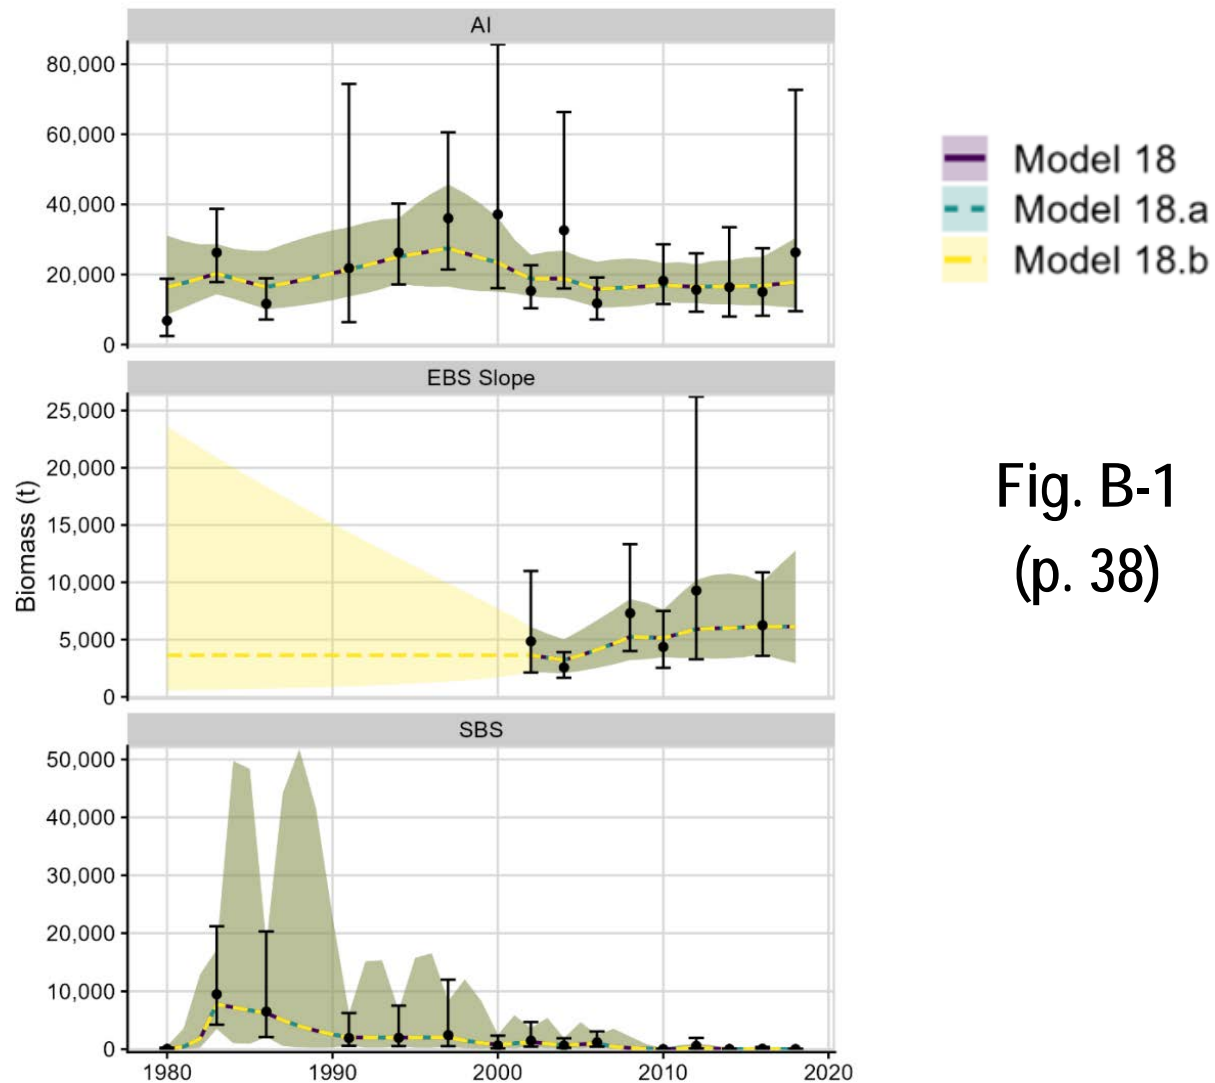 AI
80,000
60,000
40,000
20,000
0
EBS Slope
25,000
20,000
15,000
10,000
5,000
0
Biomass (t)
SBS
50,000
40,000
30,000
20,000
10,000
0
1980 1990 2000 2010 2020
Model 18
Model 18.a
Model 18.b
Fig. B-1
(p. 38)